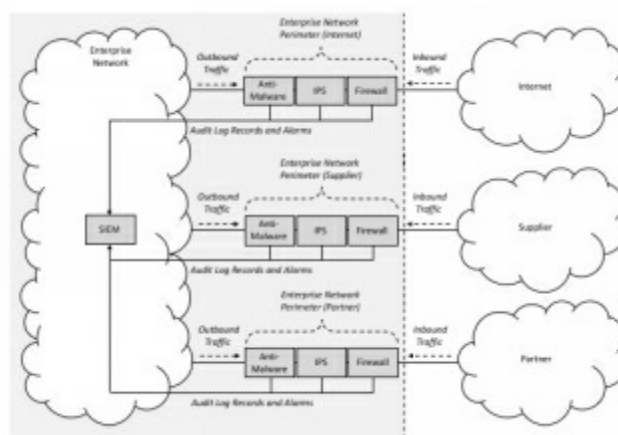 Enterprise
Network
Outbound
Traffic
Enterprise Network
Perimeter (Internet)
Inbound
Traffic
Anti-
Malware
IPS
Firewall
Internet
Audit Log Records and Alarms
Enterprise Network
Perimeter (Supplier)
Outbound
Traffic
Inbound
Traffic
SIEM
Anti-
Malware
IPS
Firewall
Supplier
Audit Log Records and Alarms
Enterprise Network
Perimeter (Partner)
Outbound
Traffic
Inbound
Traffic
Anti-
Malware
IPS
Firewall
Partner
Audit Log Records and Alarms